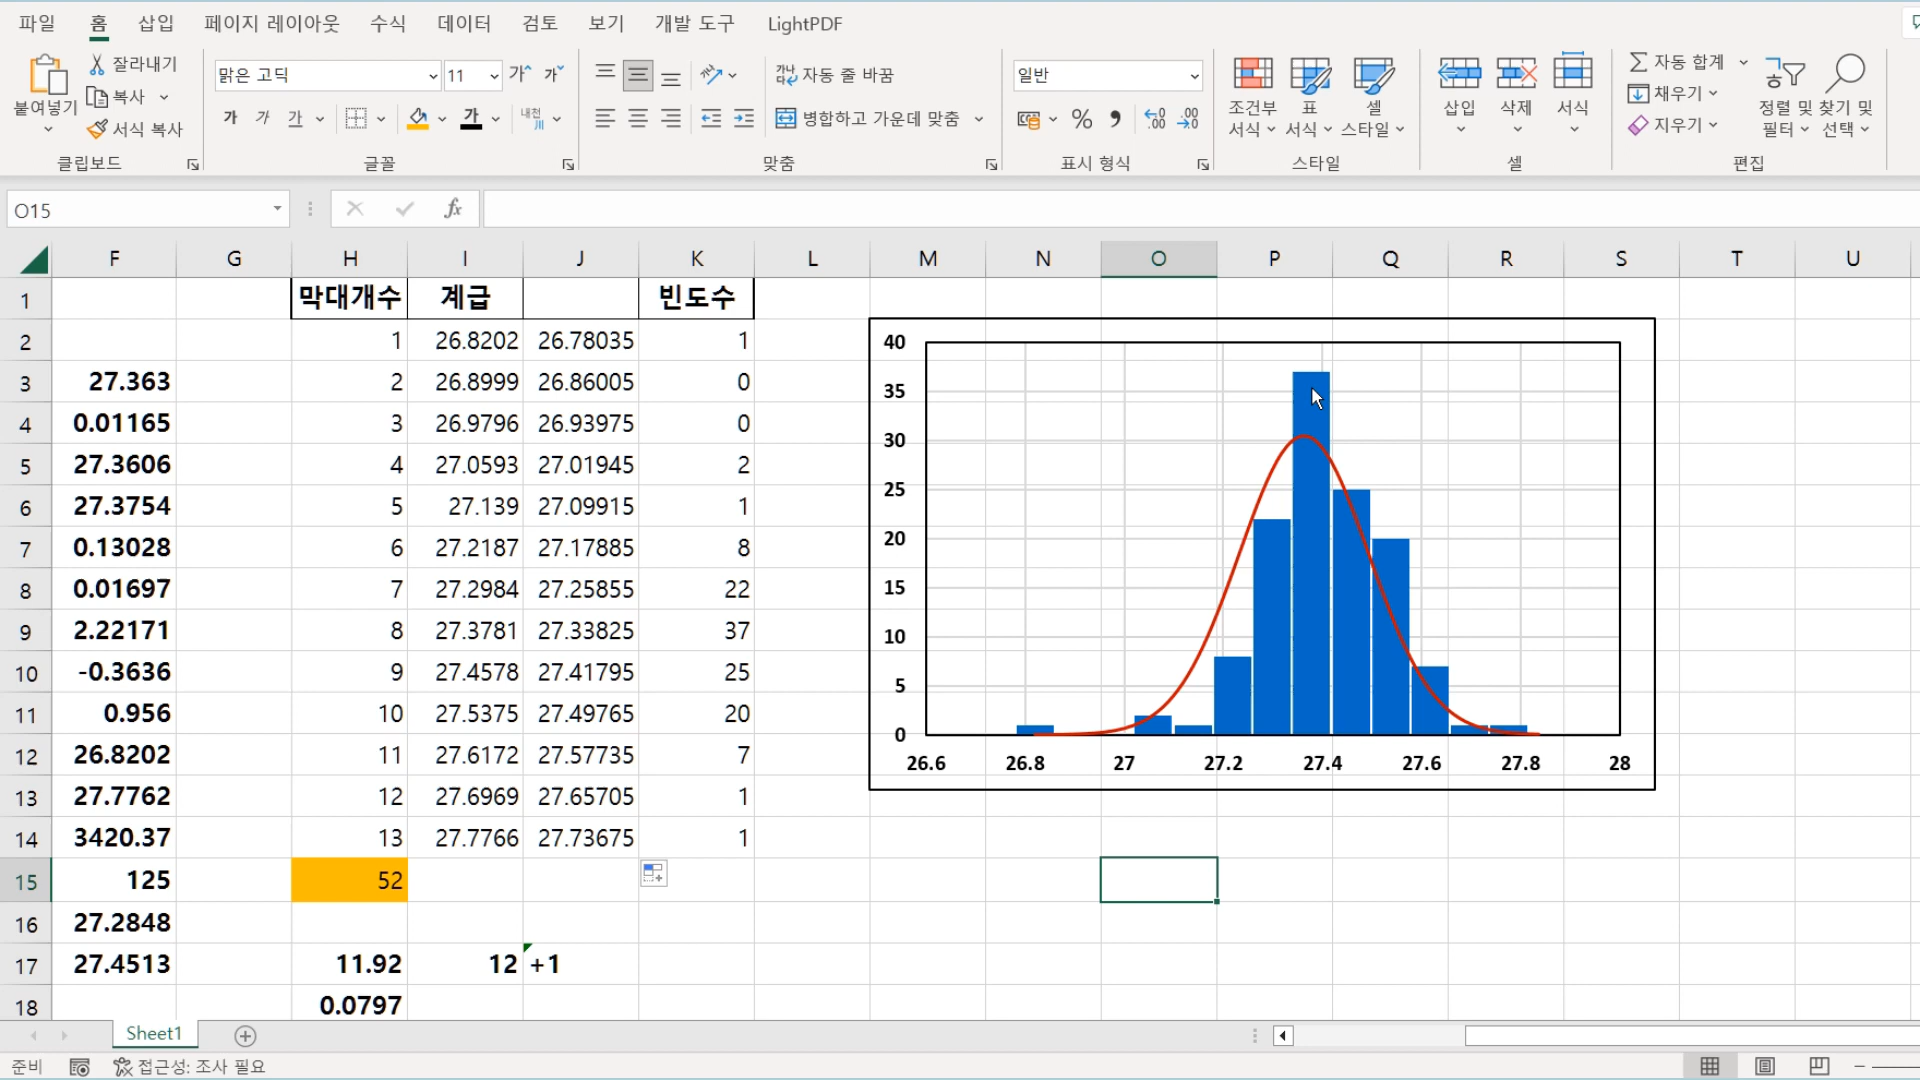 파일 홈 삽입 페이지 레이아웃 수식 데이터 검토 보기 개발 도구 LightPDF
붙여넣기 잘라내기 복사 서식 복사
클립보드
맑은 고딕 11 가 가
가 가 가 가 내천
글꼴
가나다라 자동 줄 바꿈
병합하고 가운데 맞춤
맞춤
일반
% 9 .00 .00
표시 형식
조건부 서식 표 서식 셀 스타일
스타일
삽입 삭제 서식
셀
자동 합계 채우기 지우기 정렬 및 필터 찾기 및 선택
편집
O15 fx
F G H I J K L M N O P Q R S T U
1 막대개수 계급 빈도수
2 1 26.8202 26.78035 1
3 27.363 2 26.8999 26.86005 0
4 0.01165 3 26.9796 26.93975 0
5 27.3606 4 27.0593 27.01945 2
6 27.3754 5 27.139 27.09915 1
7 0.13028 6 27.2187 27.17885 8
8 0.01697 7 27.2984 27.25855 22
9 2.22171 8 27.3781 27.33825 37
10 -0.3636 9 27.4578 27.41795 25
11 0.956 10 27.5375 27.49765 20
12 26.8202 11 27.6172 27.57735 7
13 27.7762 12 27.6969 27.65705 1
14 3420.37 13 27.7766 27.73675 1
15 125 52
16 27.2848
17 27.4513 11.92 12 +1
18 0.0797
40
35
30
25
20
15
10
5
0
26.6 26.8 27 27.2 27.4 27.6 27.8 28
Sheet1
준비 접근성: 조사 필요